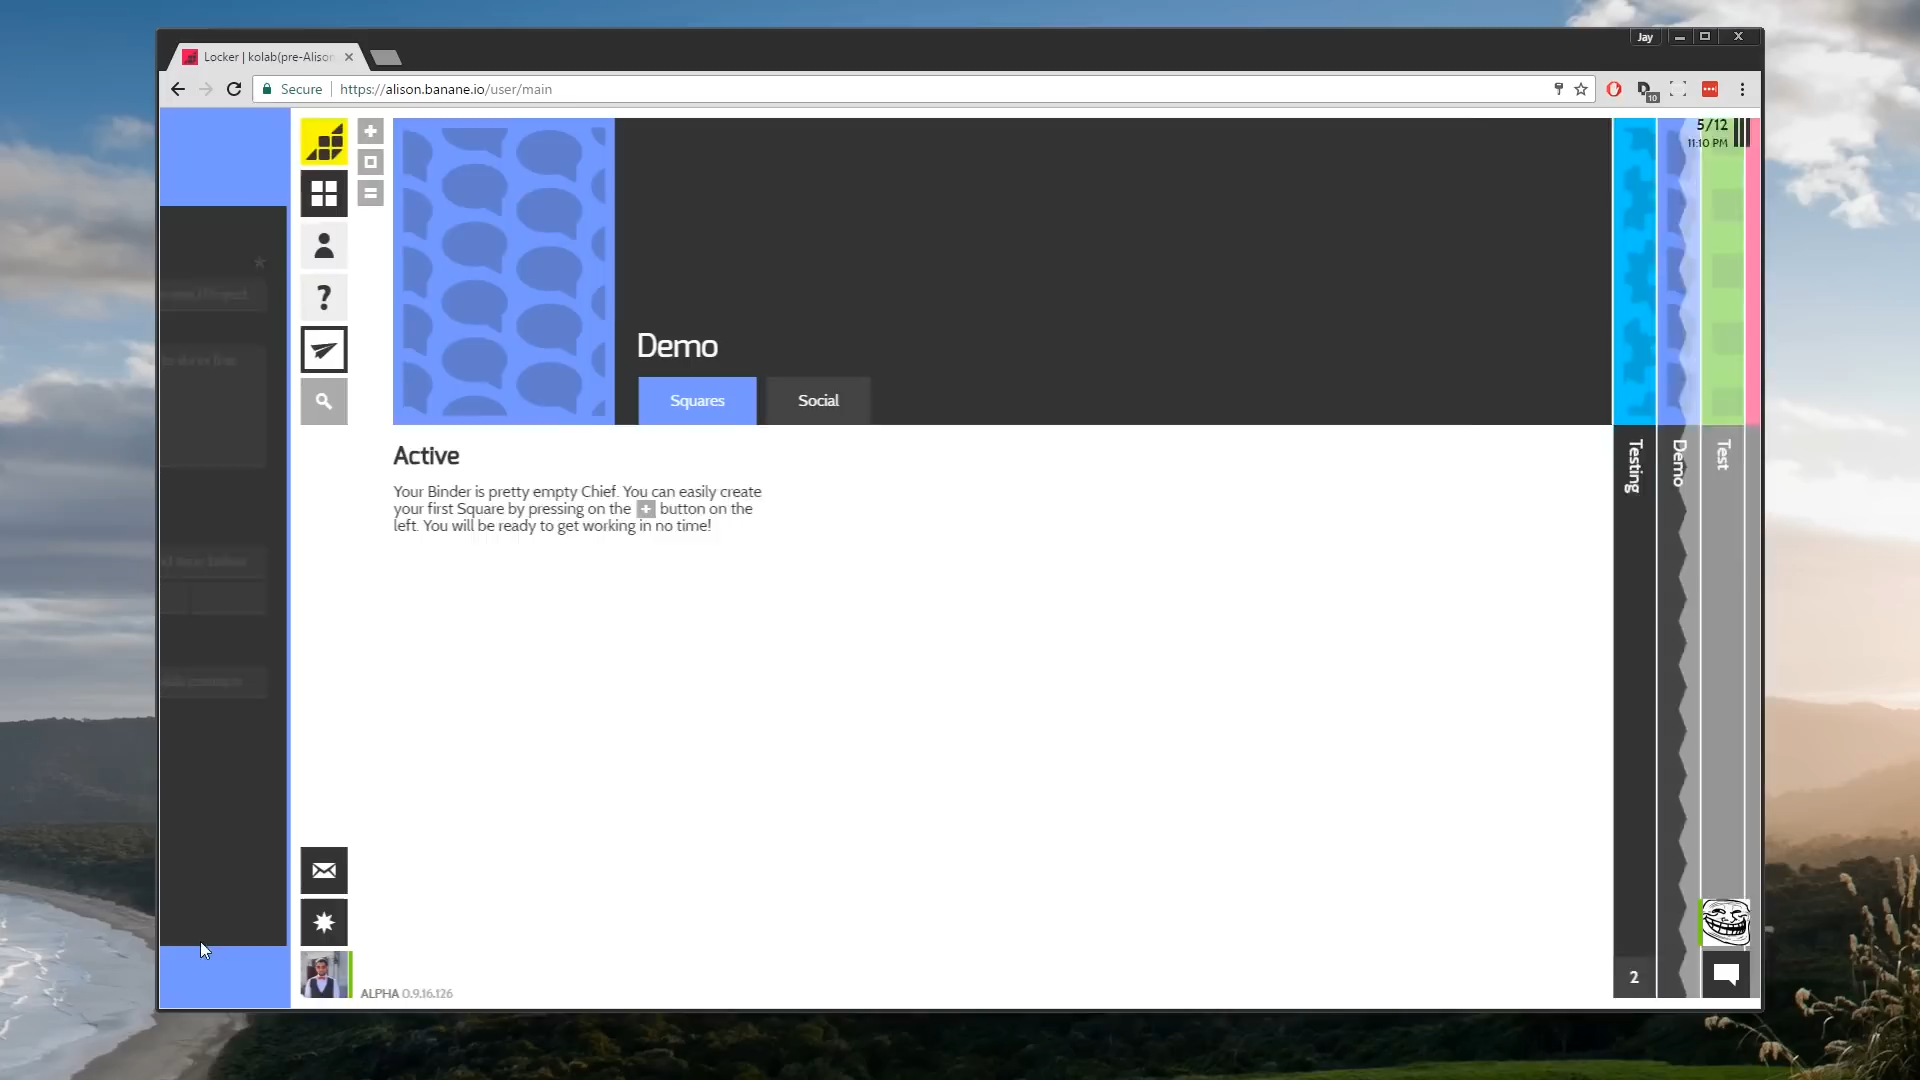 Jay
Locker | kolab(pre-Alison
Secure
https://alison.banane.io/user/main
10
5/12
11:10 PM
?
Demo
Squares
Social
Active
Your Binder is pretty empty Chief. You can easily create
your first Square by pressing on the + button on the
left. You will be ready to get working in no time!
Testing
Demo
Test
2
ALPHA 0.9.16.126